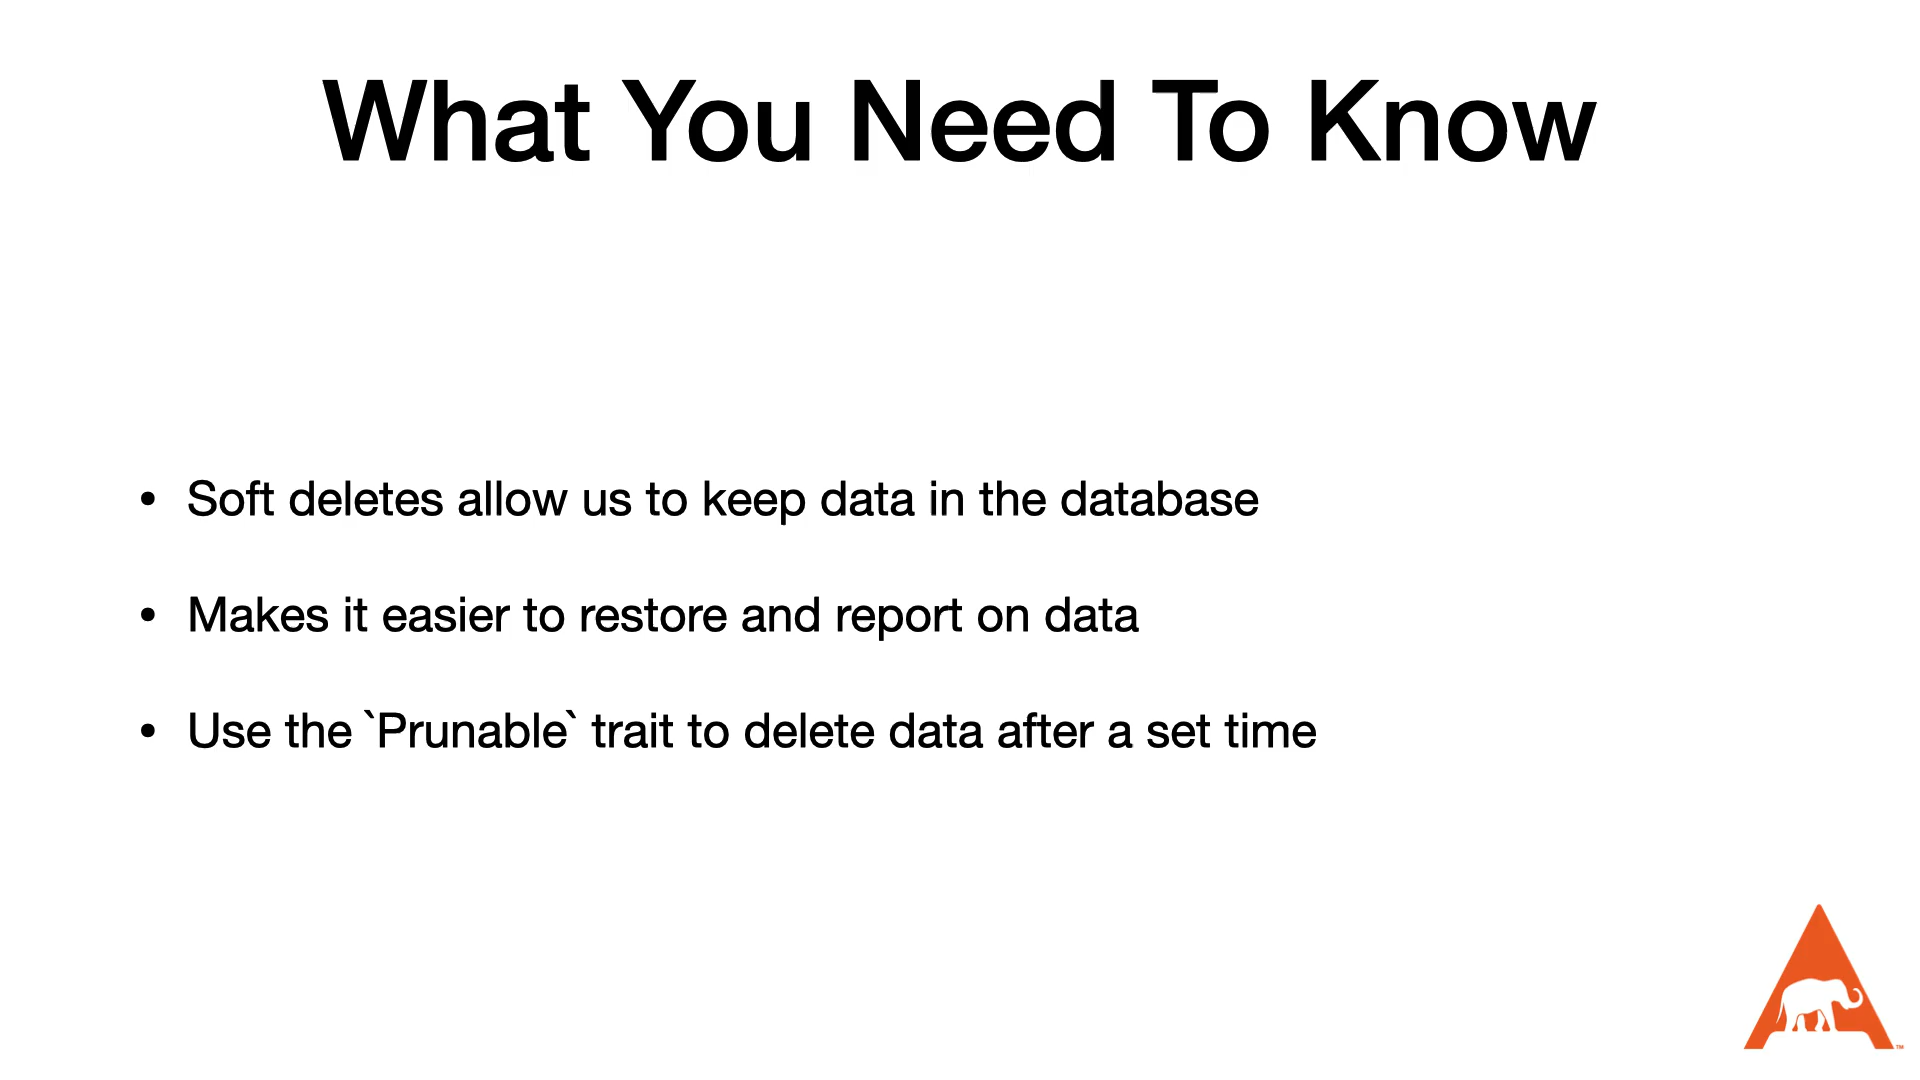 What You Need To Know
• Soft deletes allow us to keep data in the database
• Makes it easier to restore and report on data
• Use the `Prunable` trait to delete data after a set time
A
™